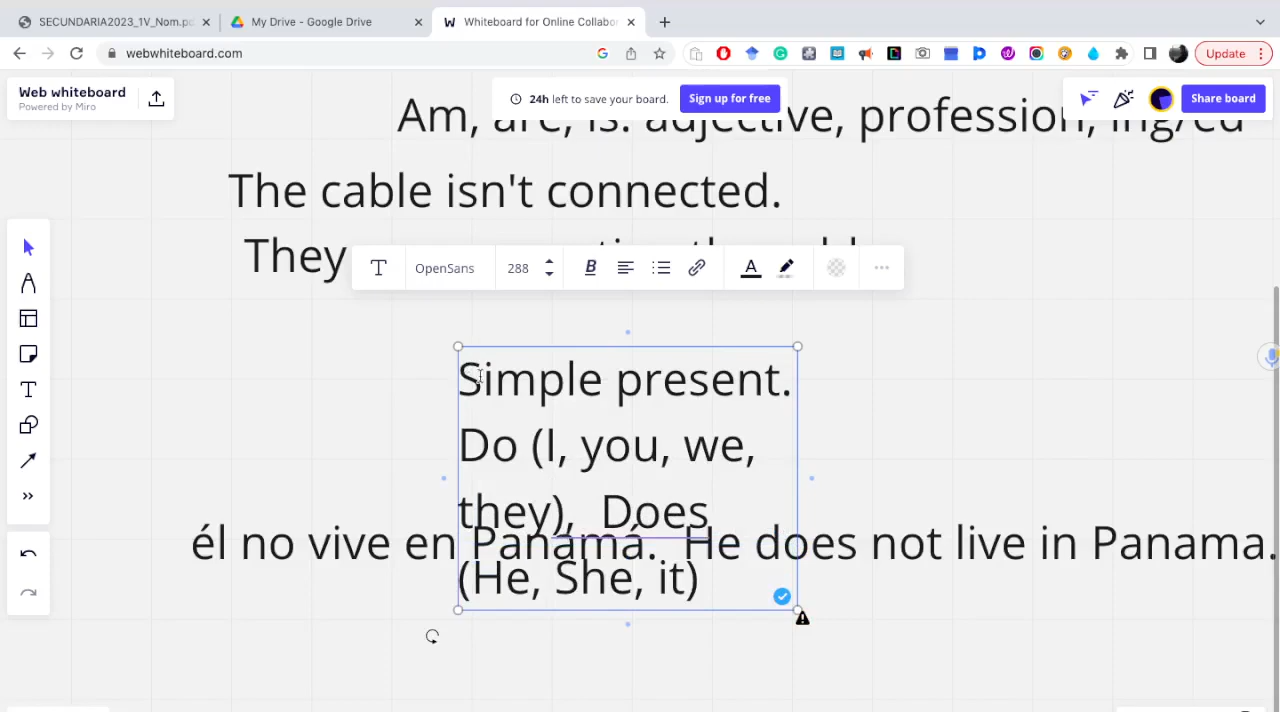 SECUNDARIA2023_1V_Nom.pd
My Drive - Google Drive
Whiteboard for Online Collabor
webwhiteboard.com
Update
Web whiteboard
Powered by Miro
24h left to save your board.
Sign up for free
Share board
Am, are, is: adjective, profession, ing/ed
The cable isn't connected.
They
OpenSans
288
Simple present.
Do (I, you, we,
they), Does
él no vive en Panamá. He does not live in Panama.
(He, She, it)